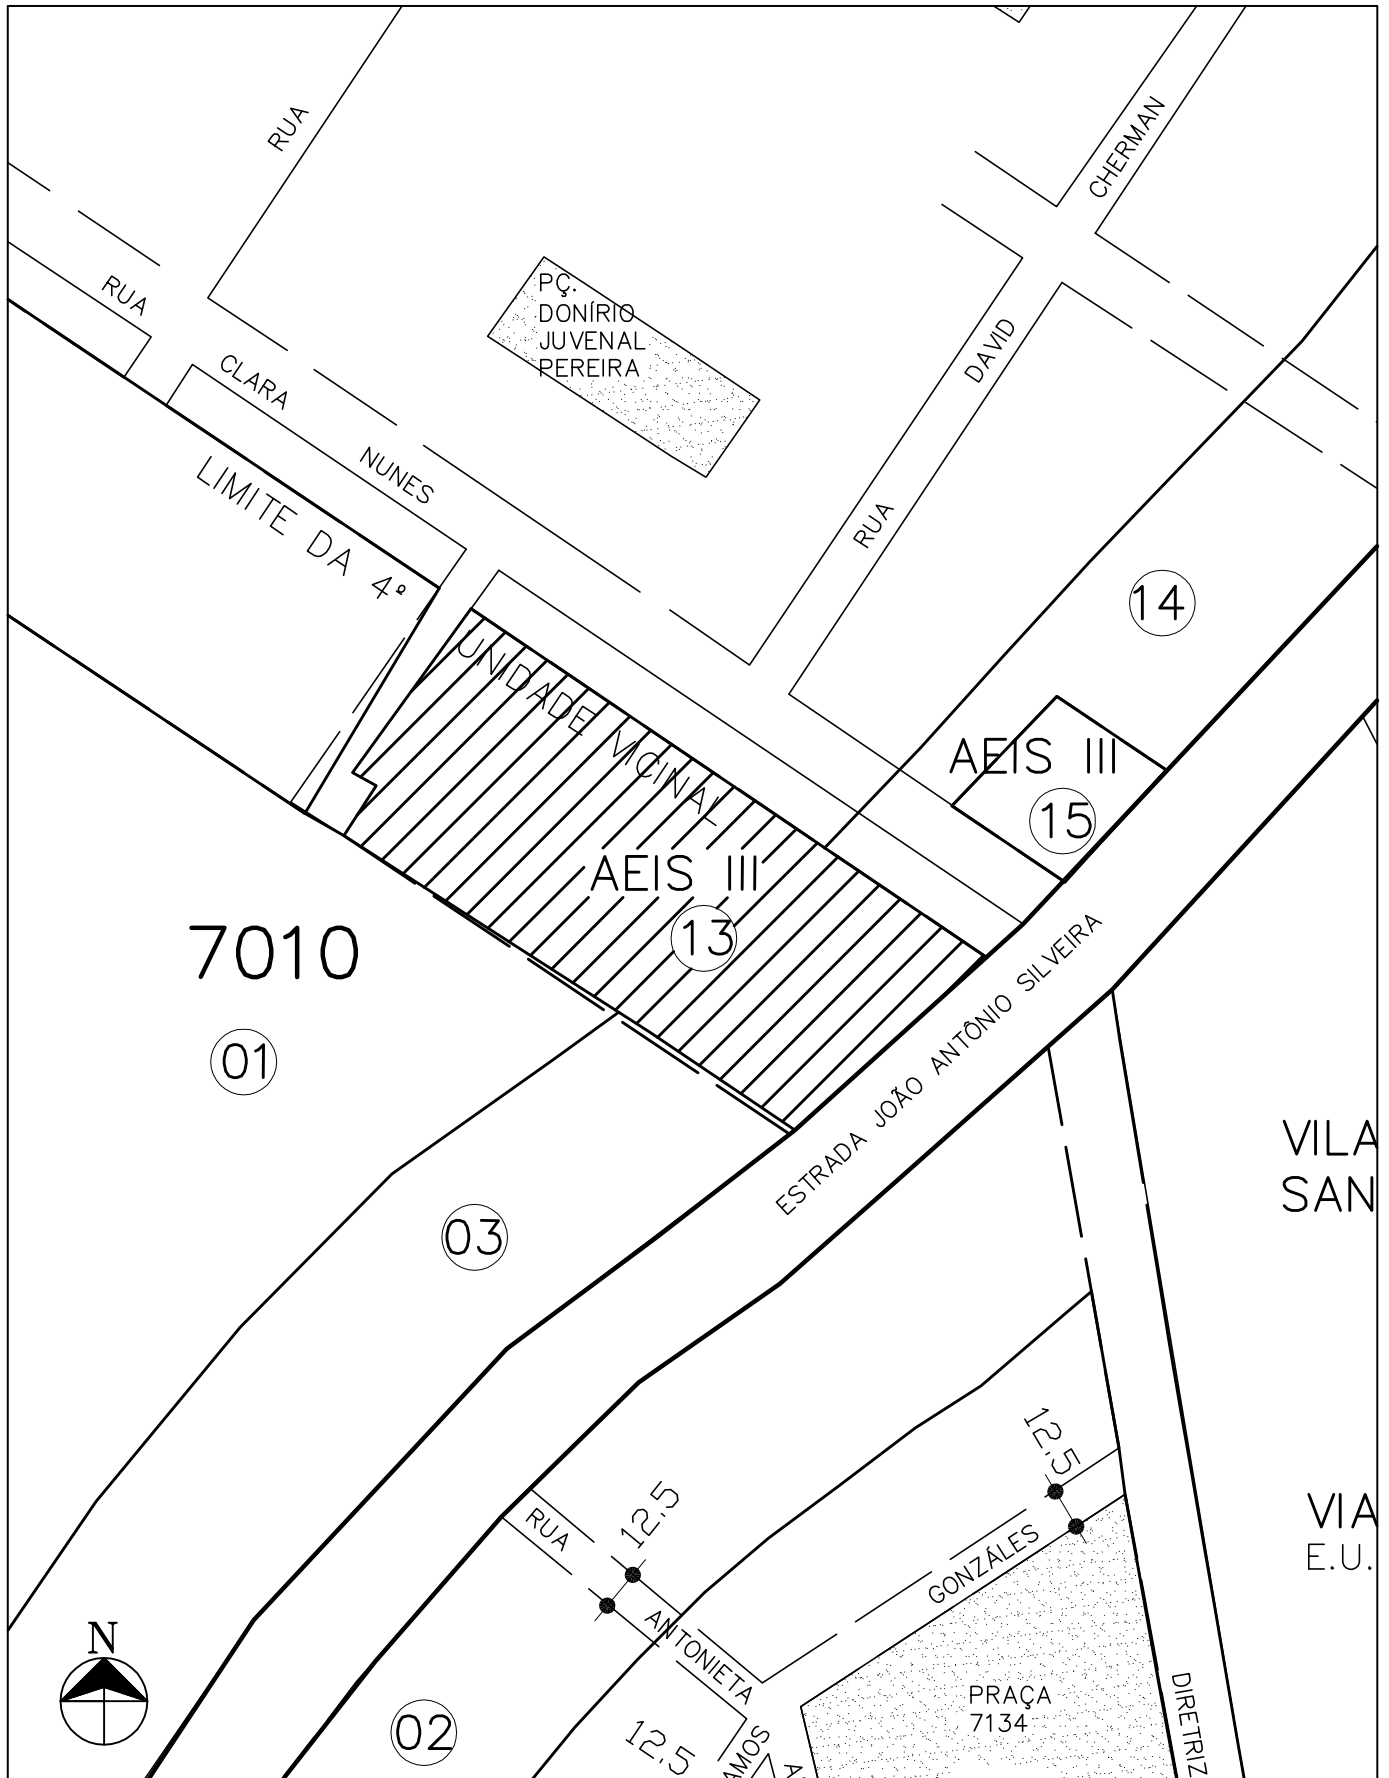 RUA
CHERMAN
RUA
PÇ.
DONÍRIO
JUVENAL
PEREIRA
DAVID
CLARA
NUNES
LIMITE DA 4ª
RUA
14
UNIDADE VICINAL
AEIS III
15
AEIS III
13
7010
01
ESTRADA JOÃO ANTÔNIO SILVEIRA
VILA
SAN
03
12.5
12.5
VIA
E.U.
RUA
GONZÁLES
N
ANTONIETA
PRAÇA
7134
DIRETRIZ
02
12.5
AMOS
A